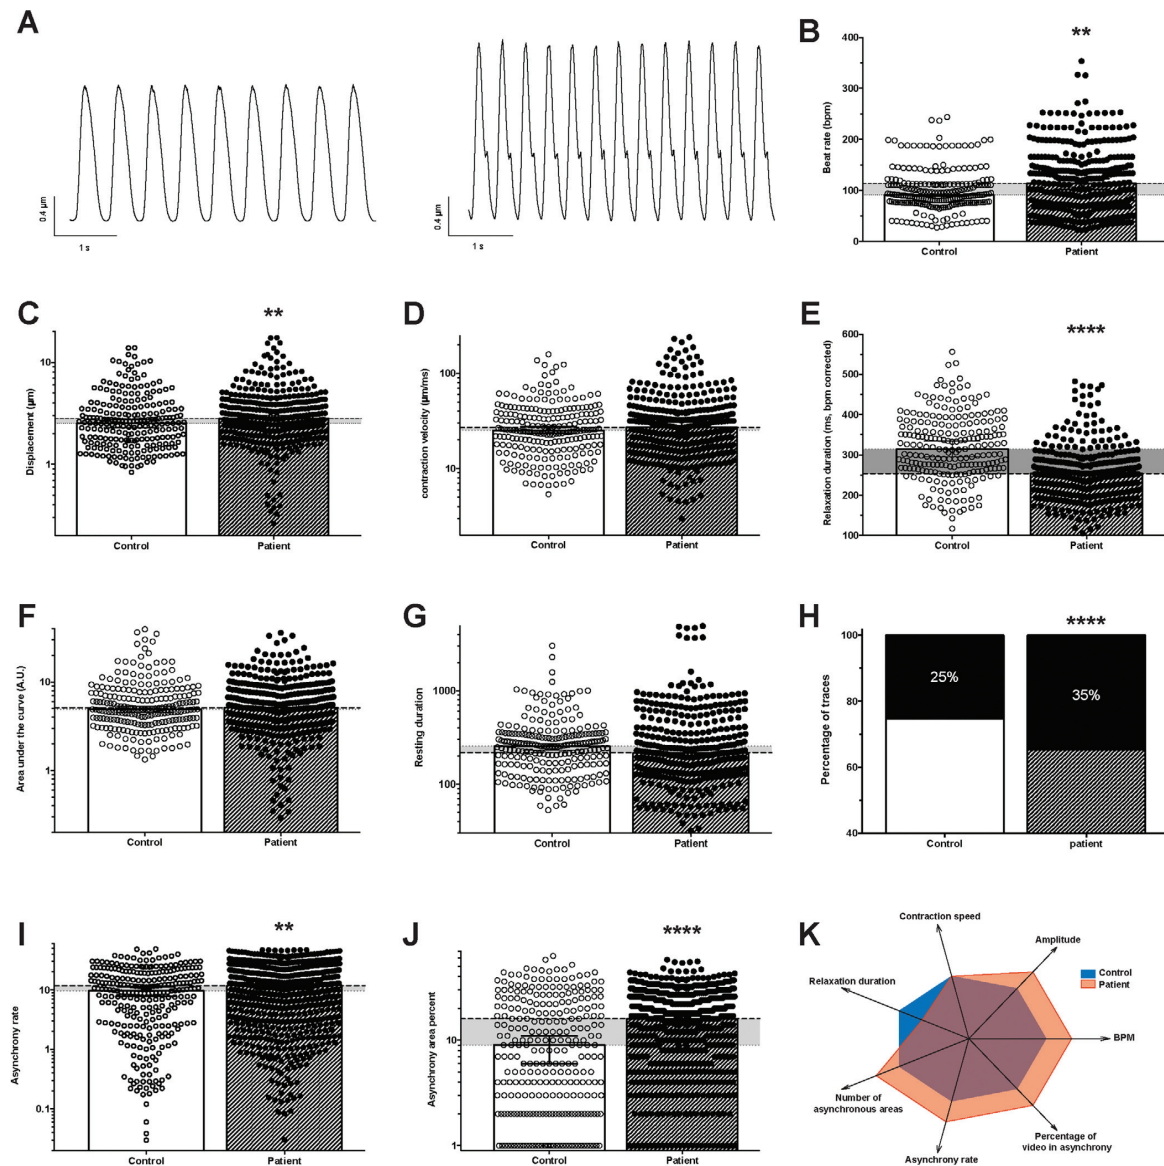 A
0.4 µm
1 s
0.4 µm
1 s
B
**
Beat rate (bpm)
400
300
200
100
0
Control
Patient
C
**
Displacement (µm)
10
1
Control
Patient
D
contraction velocity (µm/ms)
100
10
Control
Patient
E
****
Relaxation duration (ms, bpm corrected)
600
500
400
300
200
100
Control
Patient
F
Area under the curve (A.U.)
10
1
Control
Patient
G
Resting duration
1000
100
Control
Patient
H
****
Percentage of traces
100
80
60
40
25%
35%
Control
patient
I
**
Asynchrony rate
10
1
0.1
Control
Patient
J
****
Asynchrony area percent
10
1
Control
Patient
K
Contraction speed
Amplitude
Control
Patient
Relaxation duration
BPM
Number of
asynchronous areas
Percentage of
video in asynchrony
Asynchrony rate